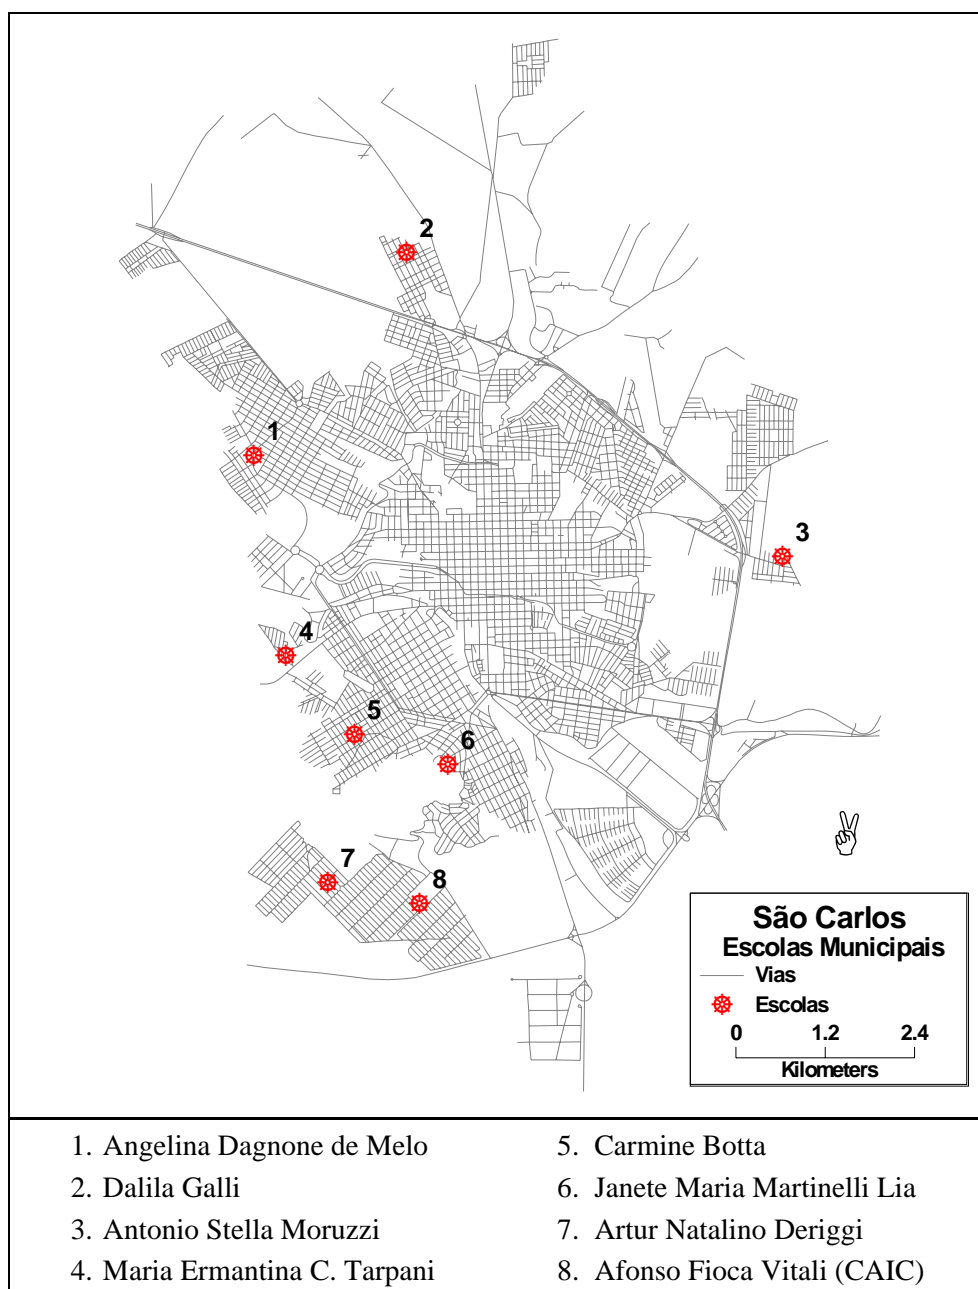 2
1
3
4
5
6
7
8
São Carlos
Escolas Municipais
Vias
Escolas
0 1.2 2.4
Kilometers
1. Angelina Dagnone de Melo
2. Dalila Galli
3. Antonio Stella Moruzzi
4. Maria Ermantina C. Tarpani
5. Carmine Botta
6. Janete Maria Martinelli Lia
7. Artur Natalino Deriggi
8. Afonso Fioca Vitali (CAIC)